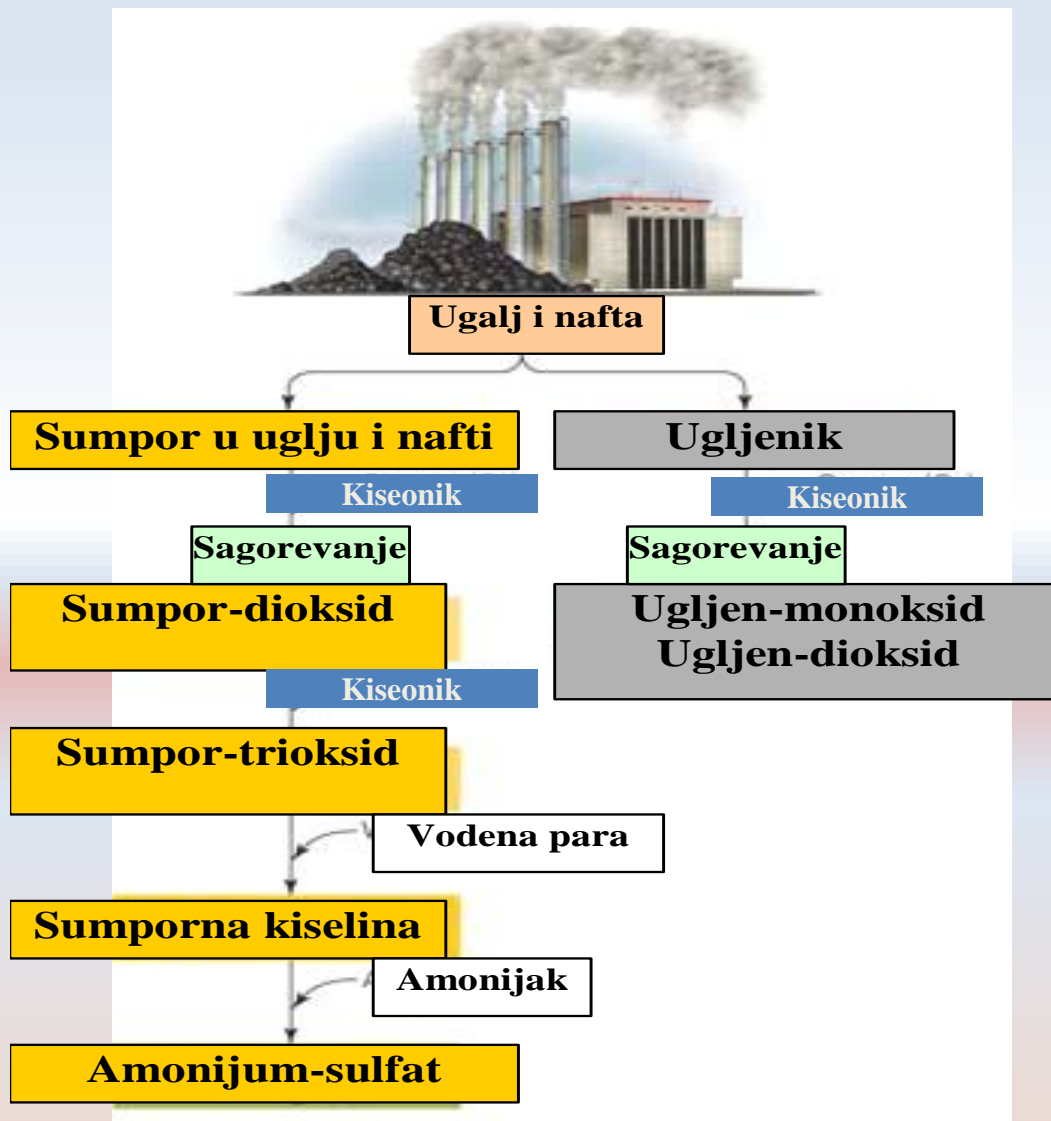 Ugalj i nafta
Sumpor u uglju i nafti
Ugljenik
Kiseonik
Kiseonik
Sagorevanje
Sagorevanje
Sumpor-dioksid
Ugljen-monoksid
Ugljen-dioksid
Kiseonik
Sumpor-trioksid
Vodena para
Sumporna kiselina
Amonijak
Amonijum-sulfat